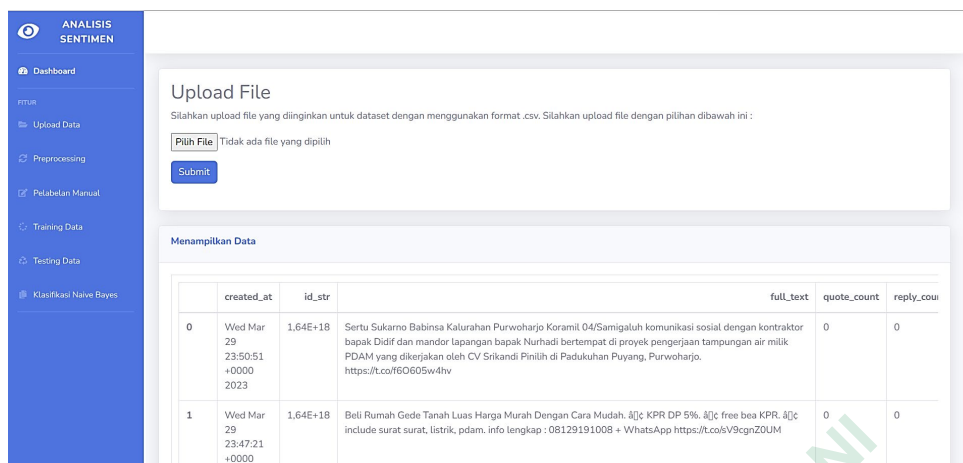 ANALISIS
SENTIMEN
Dashboard
FITUR
Upload Data
Preprocessing
Pelabelan Manual
Training Data
Testing Data
Klasifikasi Naive Bayes
Upload File
Silahkan upload file yang diinginkan untuk dataset dengan menggunakan format .csv. Silahkan upload file dengan pilihan dibawah ini :
Pilih File Tidak ada file yang dipilih
Submit
Menampilkan Data
created_at id_str full_text quote_count reply_cou
0 Wed Mar 1,64E+18 Sertu Sukarno Babinsa Kalurahan Purwoharjo Koramil 04/Samigaluh komunikasi sosial dengan kontraktor 0 0
29 bapak Didif dan mandor lapangan bapak Nurhadi bertempat di proyek pengerjaan tampungan air milik
23:50:51 PDAM yang dikerjakan oleh CV Srikandi Pinilih di Padukuhan Puyang, Purwoharjo.
+0000 https://t.co/f6O605w4hv
2023
1 Wed Mar 1,64E+18 Beli Rumah Gede Tanah Luas Harga Murah Dengan Cara Mudah. â▯¢ KPR DP 5%. â▯¢ free bea KPR. â▯¢ 0 0
29 include surat surat, listrik, pdam. info lengkap : 08129191008 + WhatsApp https://t.co/sV9cgnZ0UM
23:47:21
+0000